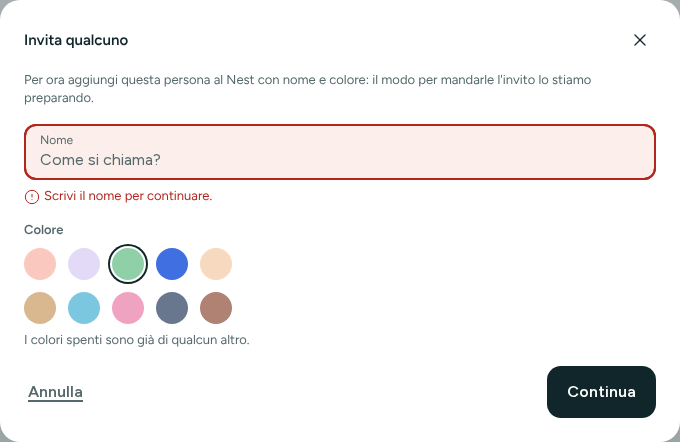 Invita qualcuno
Per ora aggiungi questa persona al Nest con nome e colore: il modo per mandarle l'invito lo stiamo
preparando.
Nome
Come si chiama?
Scrivi il nome per continuare.
Colore
I colori spenti sono già di qualcun altro.
Annulla
Continua